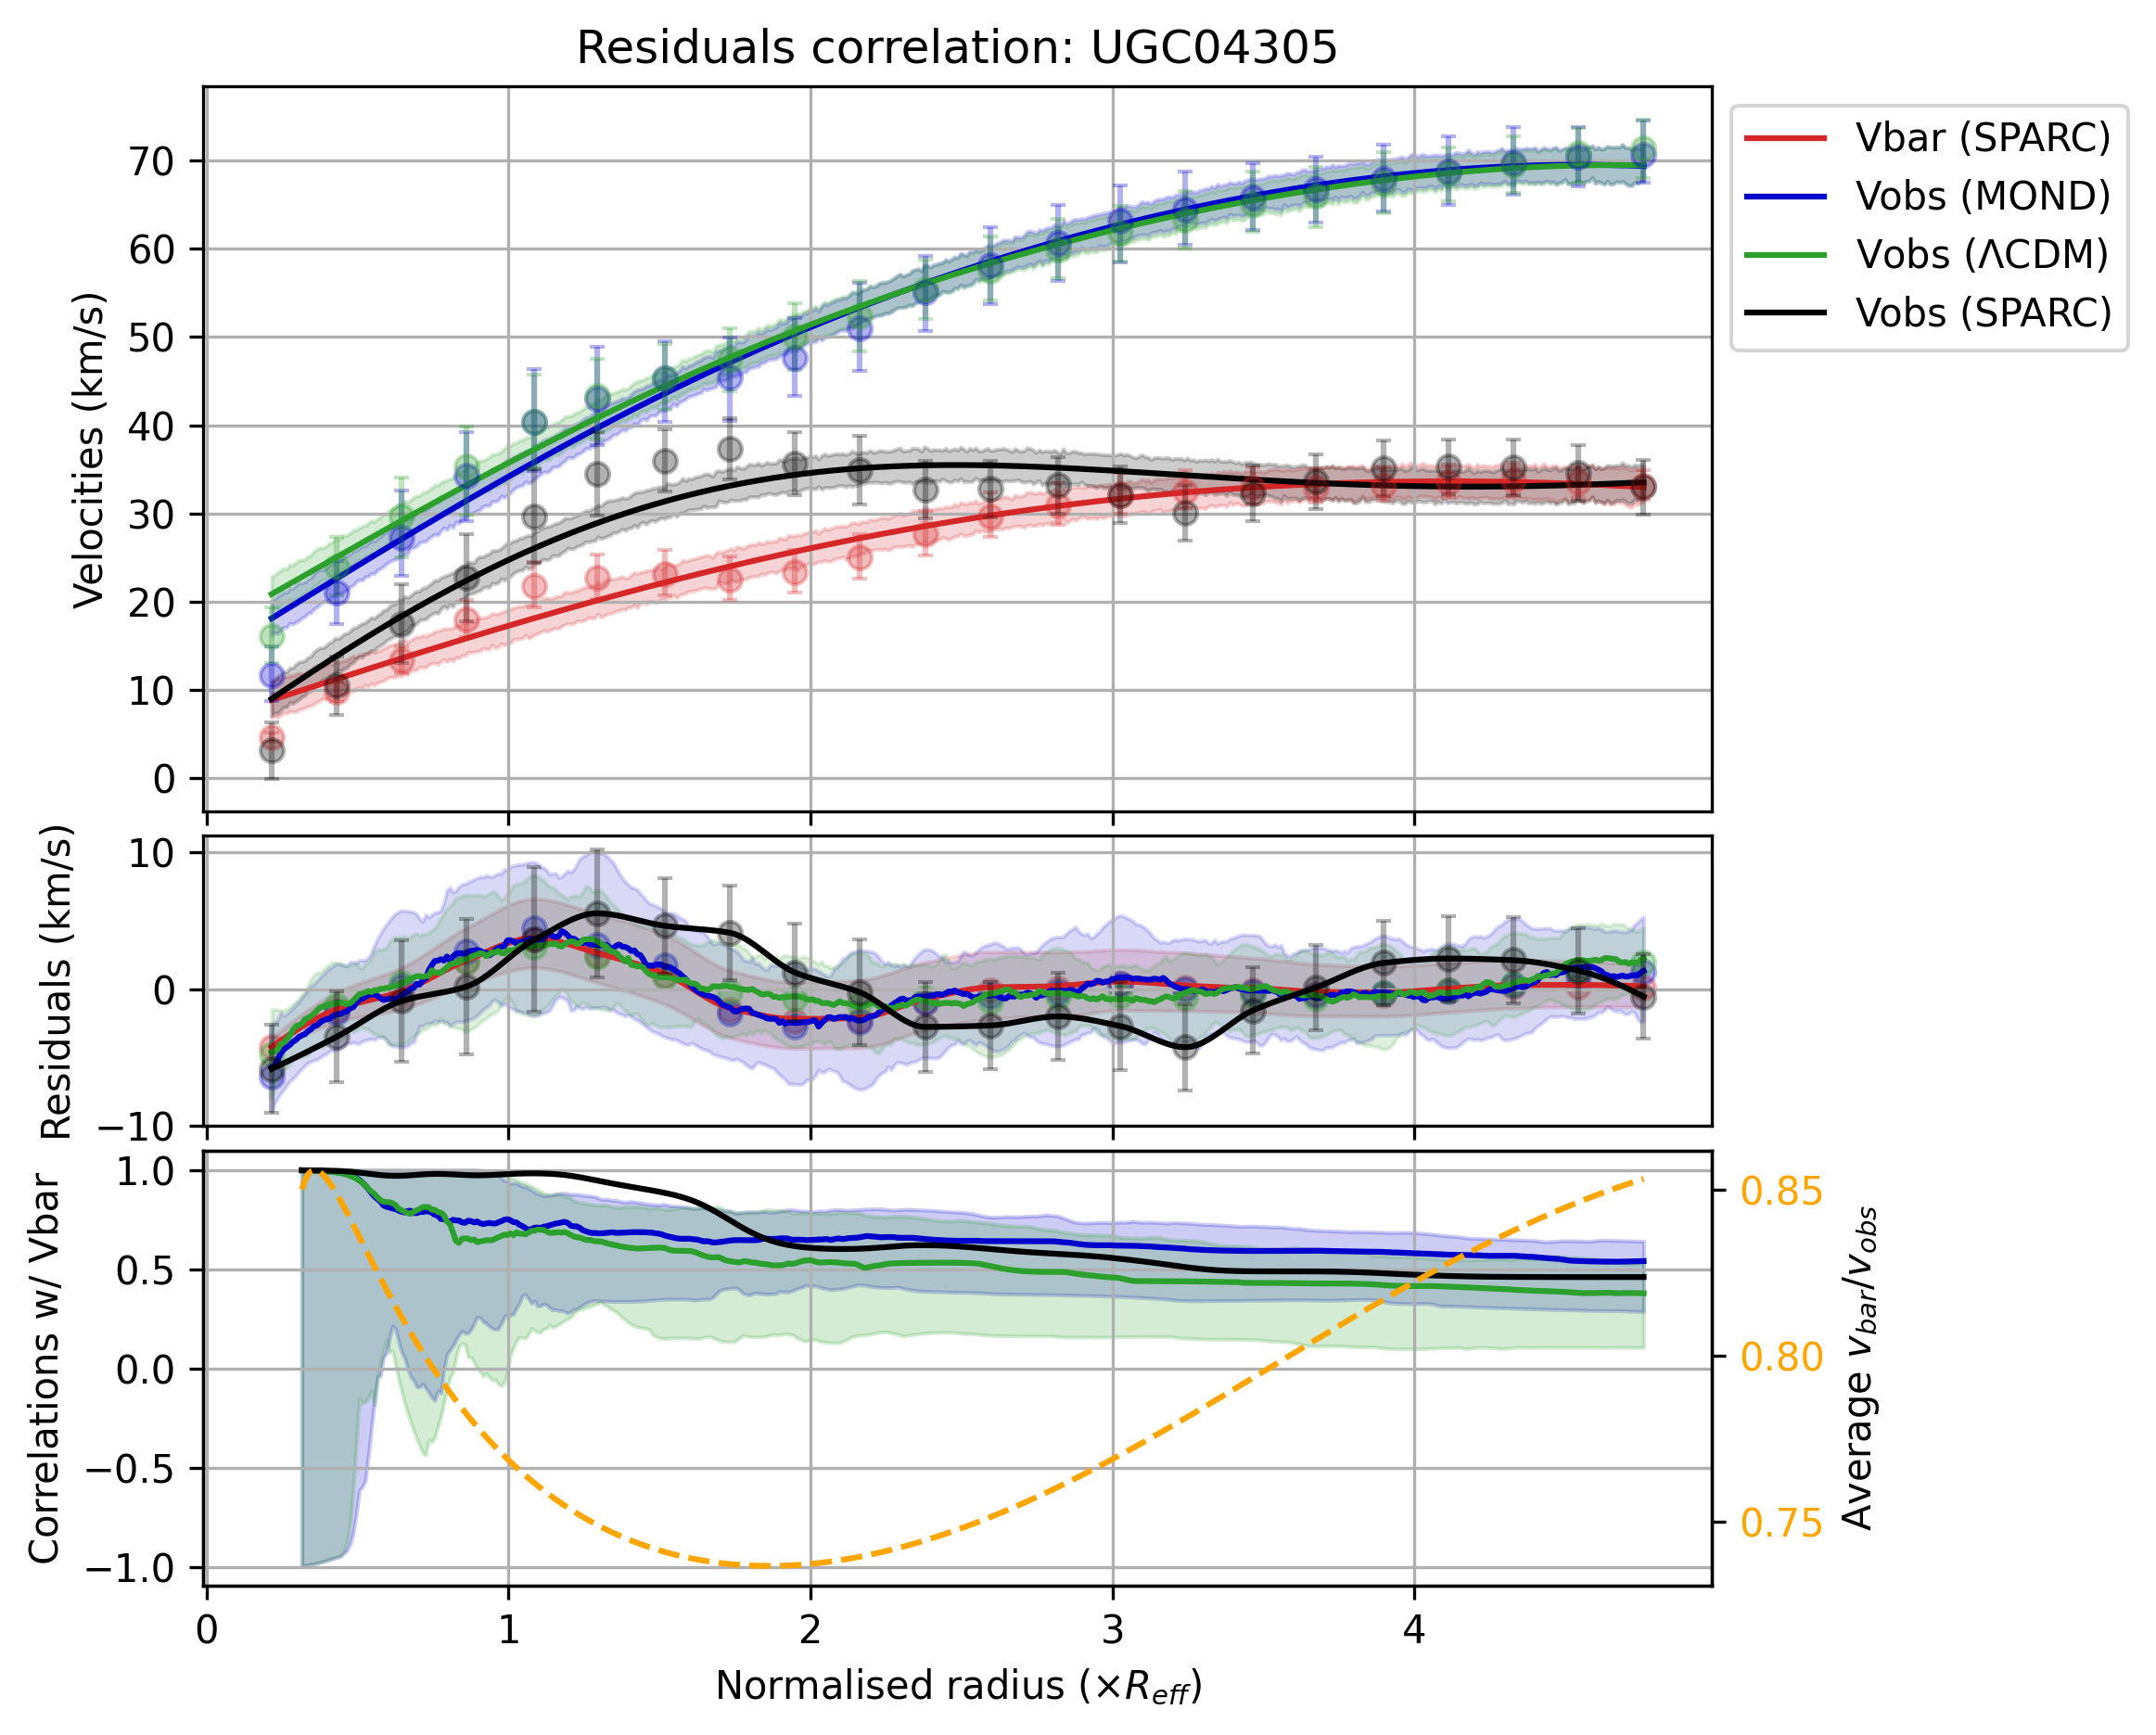 Residuals correlation: UGC04305
Velocities (km/s)
70
60
50
40
30
20
10
0
Vbar (SPARC)
Vobs (MOND)
Vobs (ΛCDM)
Vobs (SPARC)
Residuals (km/s)
10
0
−10
Correlations w/ Vbar
1.0
0.5
0.0
−0.5
−1.0
0.85
0.80
0.75
Average v_bar/v_obs
0 1 2 3 4
Normalised radius (×R_eff)